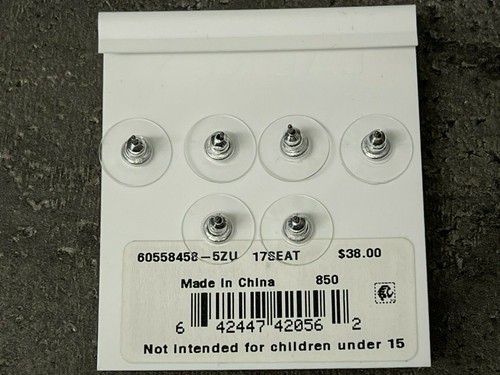 60558458-5ZU 17SEAT $38.00
Made in China 850
6 42447 42056 2
Not intended for children under 15